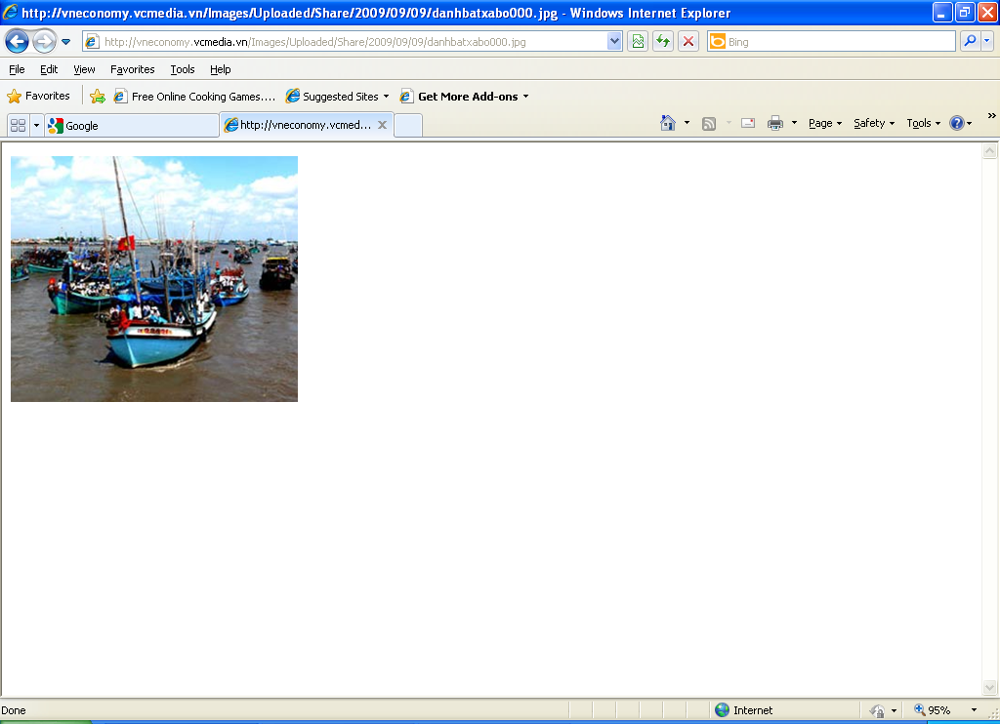 http://vneconomy.vcmedia.vn/Images/Uploaded/Share/2009/09/09/danhbatxabo000.jpg - Windows Internet Explorer
http://vneconomy.vcmedia.vn/Images/Uploaded/Share/2009/09/09/danhbatxabo000.jpg Bing
File Edit View Favorites Tools Help
Favorites Free Online Cooking Games.... Suggested Sites Get More Add-ons
Google http://vneconomy.vcmed... Page Safety Tools
Done Internet 95%